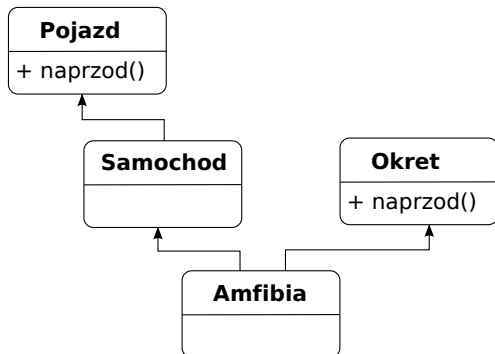 Pojazd
+ naprzod()
Samochod
Okret
+ naprzod()
Amfibia